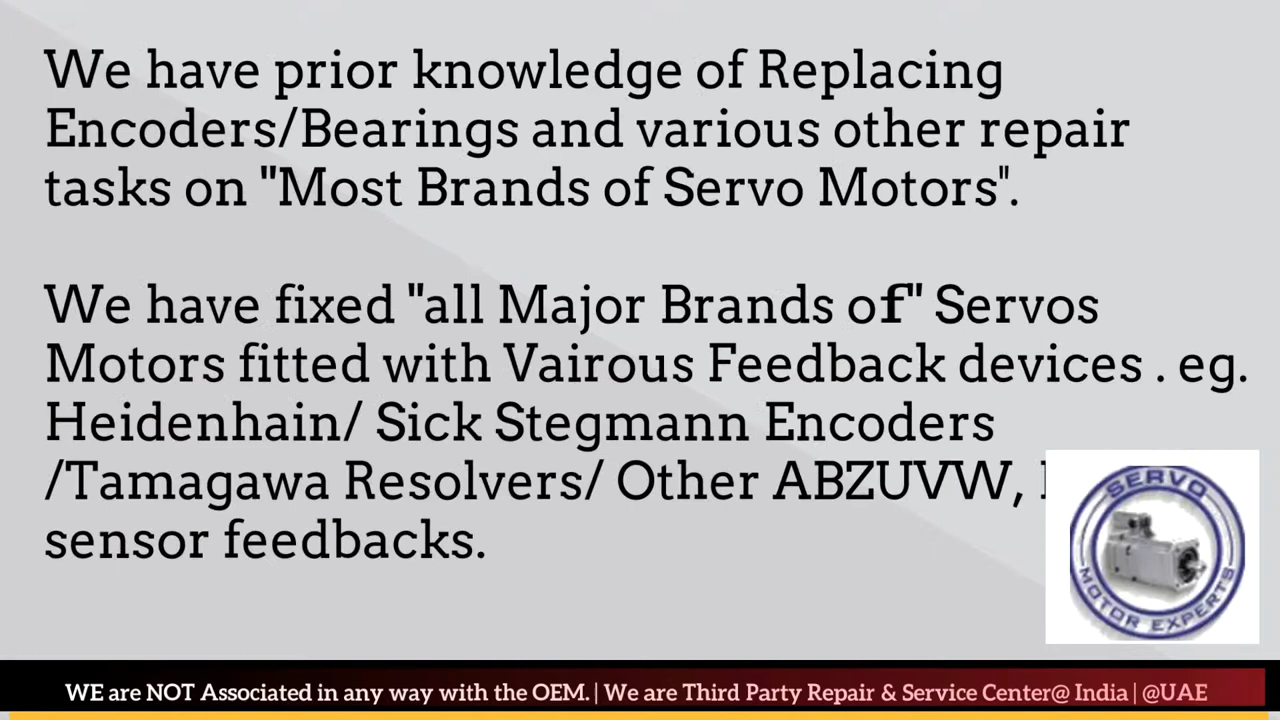 We have prior knowledge of Replacing
Encoders/Bearings and various other repair
tasks on "Most Brands of Servo Motors".
We have fixed "all Major Brands of" Servos
Motors fitted with Vairous Feedback devices . eg.
Heidenhain/ Sick Stegmann Encoders
/Tamagawa Resolvers/ Other ABZUVW,
sensor feedbacks.
SERVO
MOTOR EXPERTS
WE are NOT Associated in any way with the OEM. | We are Third Party Repair & Service Center@ India | @UAE